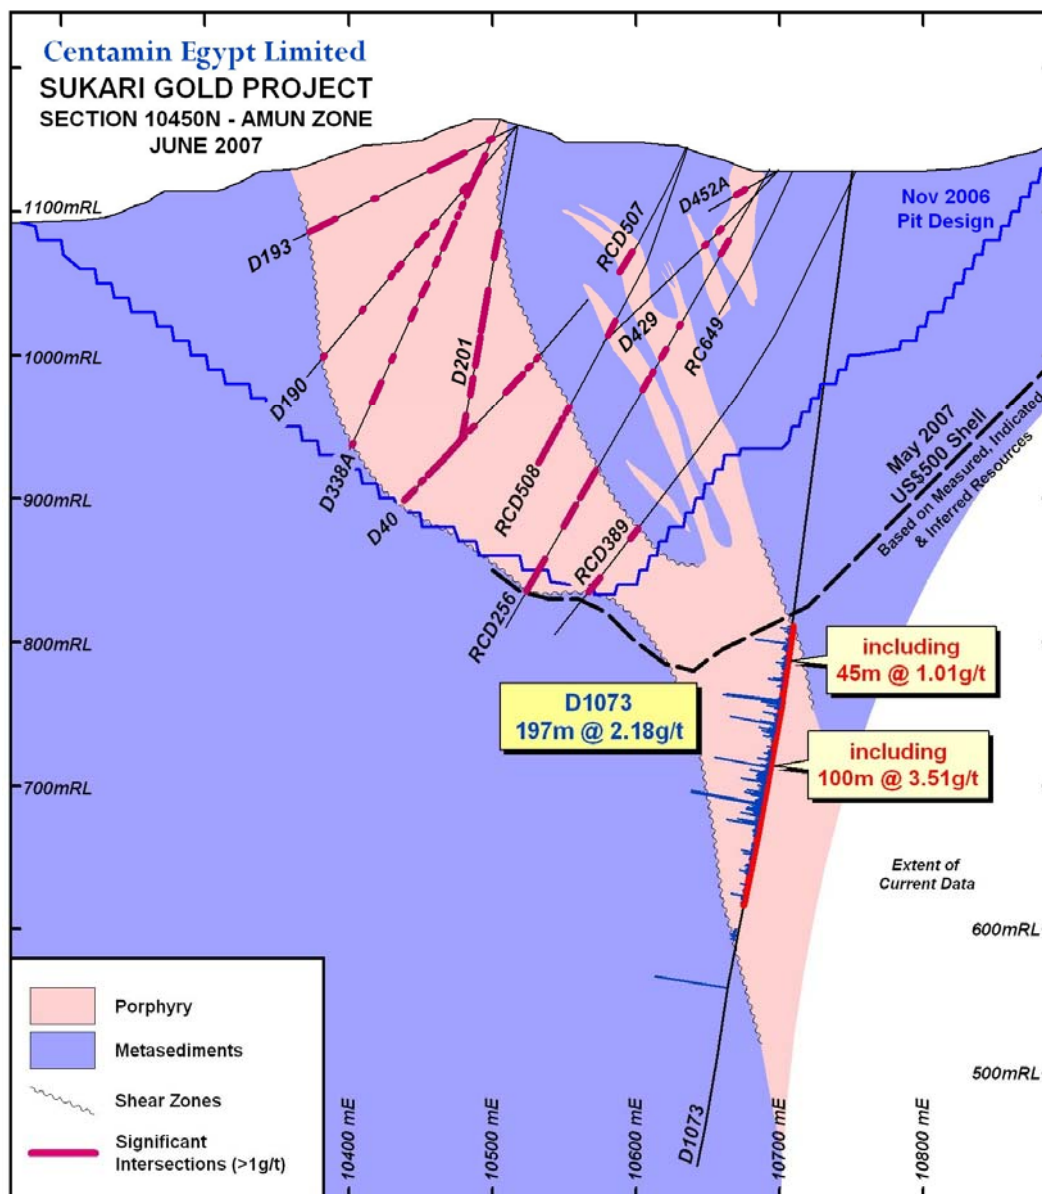 Centamin Egypt Limited
SUKARI GOLD PROJECT
SECTION 10450N - AMUN ZONE
JUNE 2007
1100mRL
1000mRL
900mRL
800mRL
700mRL
600mRL
500mRL
D193
D190
D338A
D40
D201
RCD508
RCD256
RCD389
RCD507
D429
D452A
RC649
Nov 2006
Pit Design
May 2007
US$500 Shell
Based on Measured, Indicated
& Inferred Resources
including
45m @ 1.01g/t
D1073
197m @ 2.18g/t
including
100m @ 3.51g/t
Extent of
Current Data
D1073
10400 mE
10500 mE
10600 mE
10700 mE
10800 mE
Porphyry
Metasediments
Shear Zones
Significant
Intersections (>1g/t)